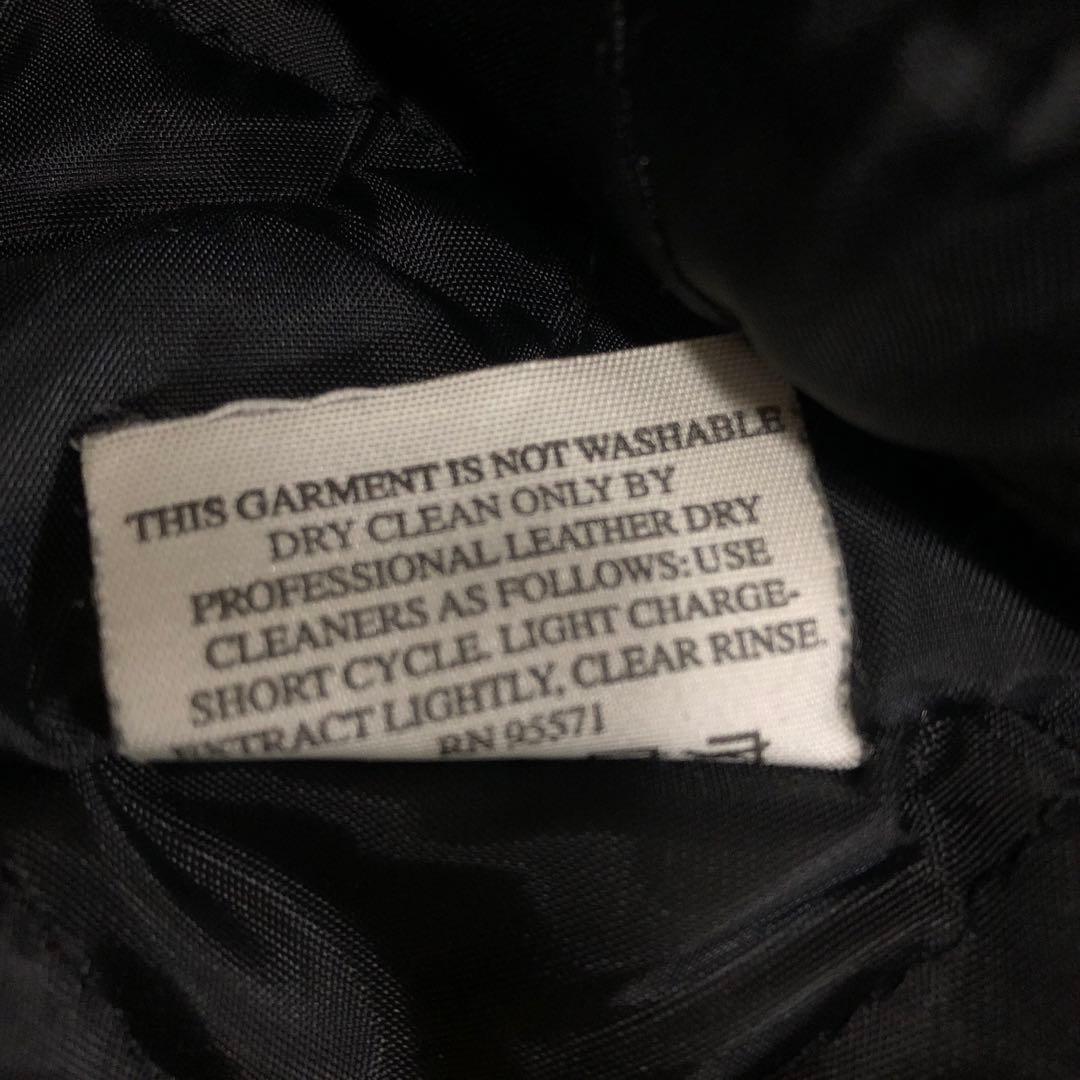 THIS GARMENT IS NOT WASHABLE
DRY CLEAN ONLY BY
PROFESSIONAL LEATHER DRY
CLEANERS AS FOLLOWS: USE
SHORT CYCLE. LIGHT CHARGE-
EXTRACT LIGHTLY, CLEAR RINSE.
RN 95571